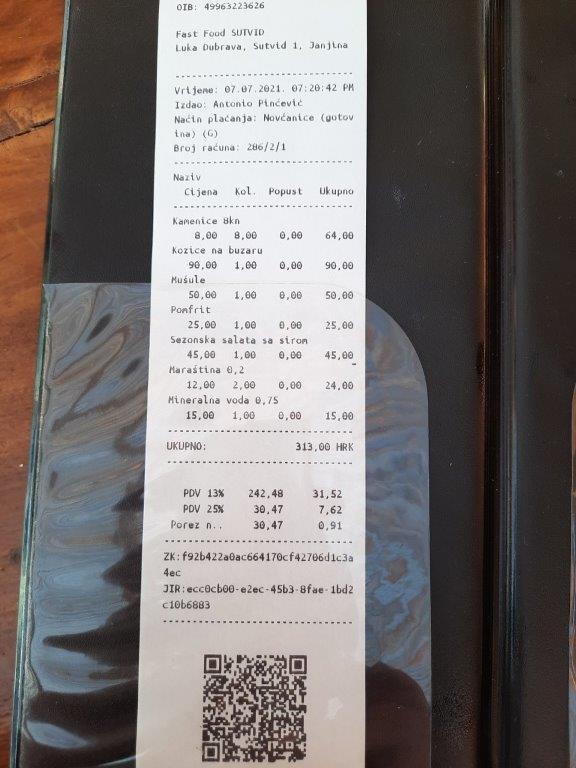 OIB: 49963223626
Fast Food SUTVID
Luka Dubrava, Sutvid 1, Janjina
Vrijeme: 07.07.2021. 07:20:42 PM
Izdao: Antonio Pinčević
Način plaćanja: Novčanice (gotov
ina) (G)
Broj računa: 286/2/1
Naziv
Cijena Kol. Popust Ukupno
Kamenice 8kn
8,00 8,00 0,00 64,00
Kozice na buzaru
90,00 1,00 0,00 90,00
Mušule
50,00 1,00 0,00 50,00
Pomfrit
25,00 1,00 0,00 25,00
Sezonska salata sa sirom
45,00 1,00 0,00 45,00
Maraština 0,2
12,00 2,00 0,00 24,00
Mineralna voda 0,75
15,00 1,00 0,00 15,00
UKUPNO: 313,00 HRK
PDV 13% 242,48 31,52
PDV 25% 30,47 7,62
Porez n.. 30,47 0,91
ZK:f92b422a0ac664170cf42706d1c3a
4ec
JIR:ecc0cb00-e2ec-45b3-8fae-1bd2
c10b6883